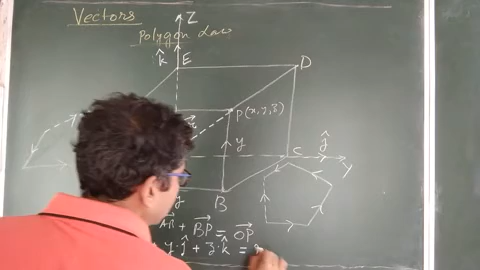 Vectors
Z
Polygon Law
k̂ E D
P(x,y,z)
y
ĵ
C
Y
y B
AB⃗ + BP⃗ = OP⃗
y·ĵ + z·k̂ =